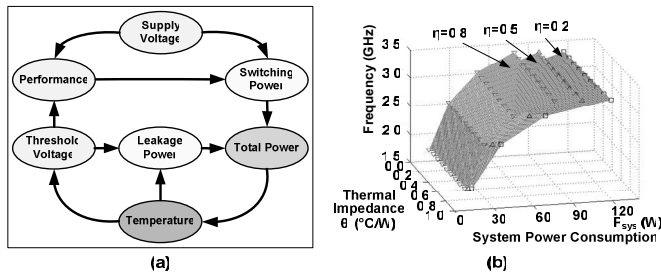 Supply
Voltage
Performance
Switching
Power
Threshold
Voltage
Leakage
Power
Total Power
Temperature
(a)
η=0.8
η=0.5
η=0.2
Frequency (GHz)
3.5
3.0
2.5
2.0
1.5
0.0
0.2
0.4
0.6
0.8
1.0
Thermal
Impedance
θ (°C/W)
0
30
60
90
120
Fsys (W)
System Power Consumption
(b)